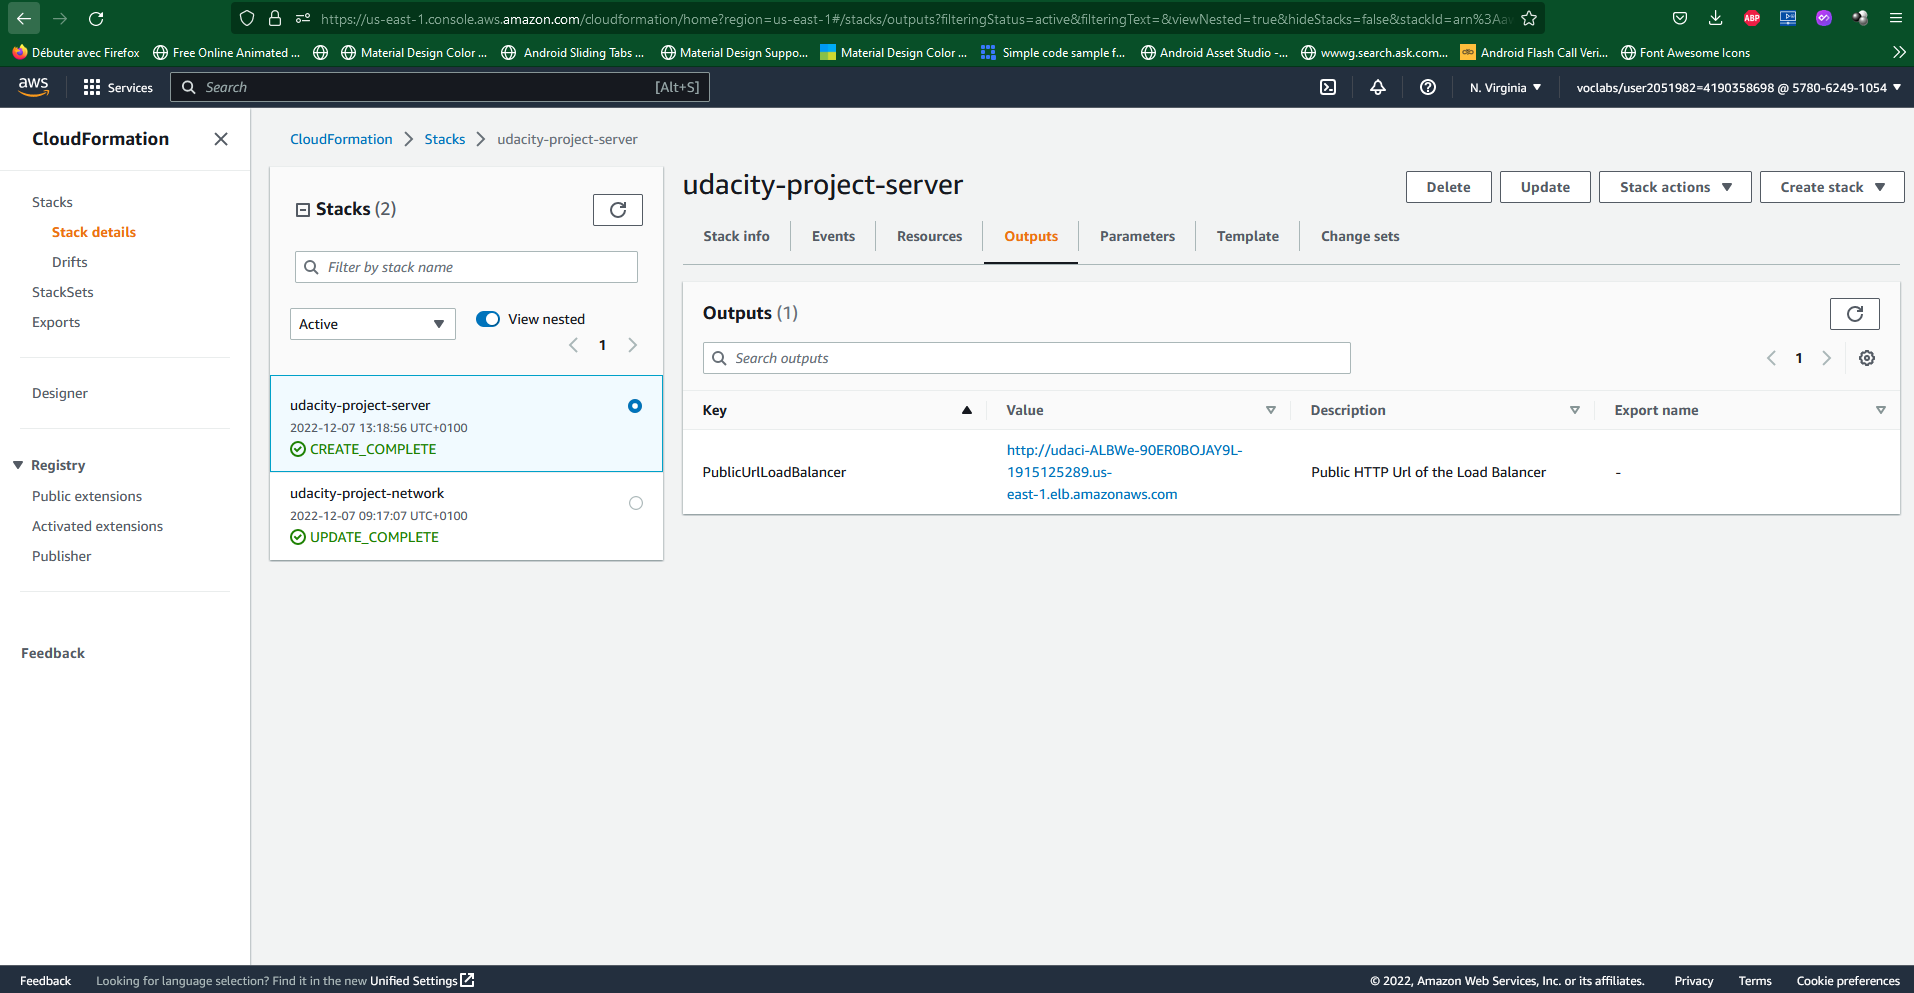 https://us-east-1.console.aws.amazon.com/cloudformation/home?region=us-east-1#/stacks/outputs?filteringStatus=active&filteringText=&viewNested=true&hideStacks=false&stackId=arn%3Aaw
ABP
Débuter avec Firefox
Free Online Animated ...
Material Design Color ...
Android Sliding Tabs ...
Material Design Suppo...
Material Design Color ...
Simple code sample f...
Android Asset Studio -...
wwwg.search.ask.com...
Android Flash Call Veri...
Font Awesome Icons
aws
Services
Search
[Alt+S]
N. Virginia
voclabs/user2051982=4190358698 @ 5780-6249-1054
CloudFormation
Stacks
Stack details
Drifts
StackSets
Exports
Designer
Registry
Public extensions
Activated extensions
Publisher
Feedback
CloudFormation
Stacks
udacity-project-server
Stacks (2)
Filter by stack name
Active
View nested
1
udacity-project-server
2022-12-07 13:18:56 UTC+0100
CREATE_COMPLETE
udacity-project-network
2022-12-07 09:17:07 UTC+0100
UPDATE_COMPLETE
udacity-project-server
Delete
Update
Stack actions
Create stack
Stack info
Events
Resources
Outputs
Parameters
Template
Change sets
Outputs (1)
Search outputs
1
Key
Value
Description
Export name
PublicUrlLoadBalancer
http://udaci-ALBWe-90ER0BOJAY9L-
1915125289.us-
east-1.elb.amazonaws.com
Public HTTP Url of the Load Balancer
-
Feedback
Looking for language selection? Find it in the new Unified Settings
© 2022, Amazon Web Services, Inc. or its affiliates.
Privacy
Terms
Cookie preferences